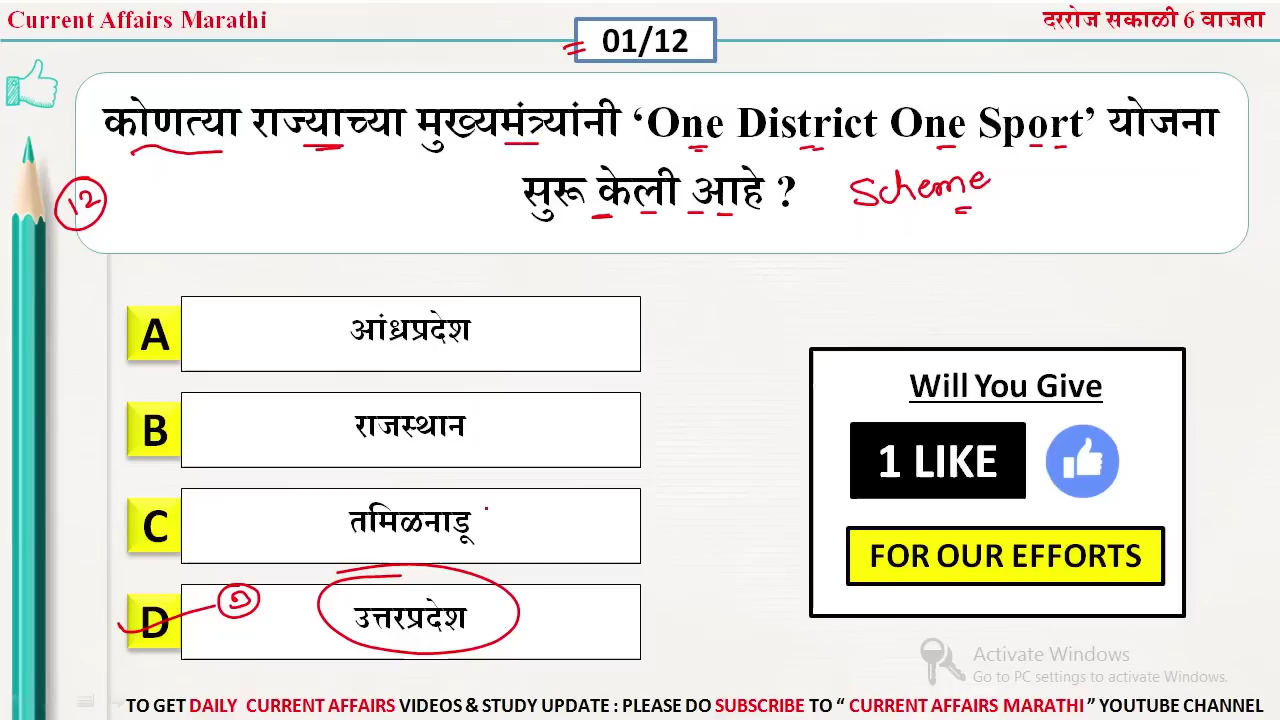 Current Affairs Marathi
दररोज सकाळी 6 वाजता
01/12
कोणत्या राज्याच्या मुख्यमंत्र्यांनी ‘One District One Sport’ योजना
सुरू केली आहे ? Scheme
१२
A आंध्रप्रदेश
B राजस्थान
C तमिळनाडू
D उत्तरप्रदेश
Will You Give
1 LIKE
FOR OUR EFFORTS
Activate Windows
Go to PC settings to activate Windows.
TO GET DAILY CURRENT AFFAIRS VIDEOS & STUDY UPDATE : PLEASE DO SUBSCRIBE TO “ CURRENT AFFAIRS MARATHI ” YOUTUBE CHANNEL